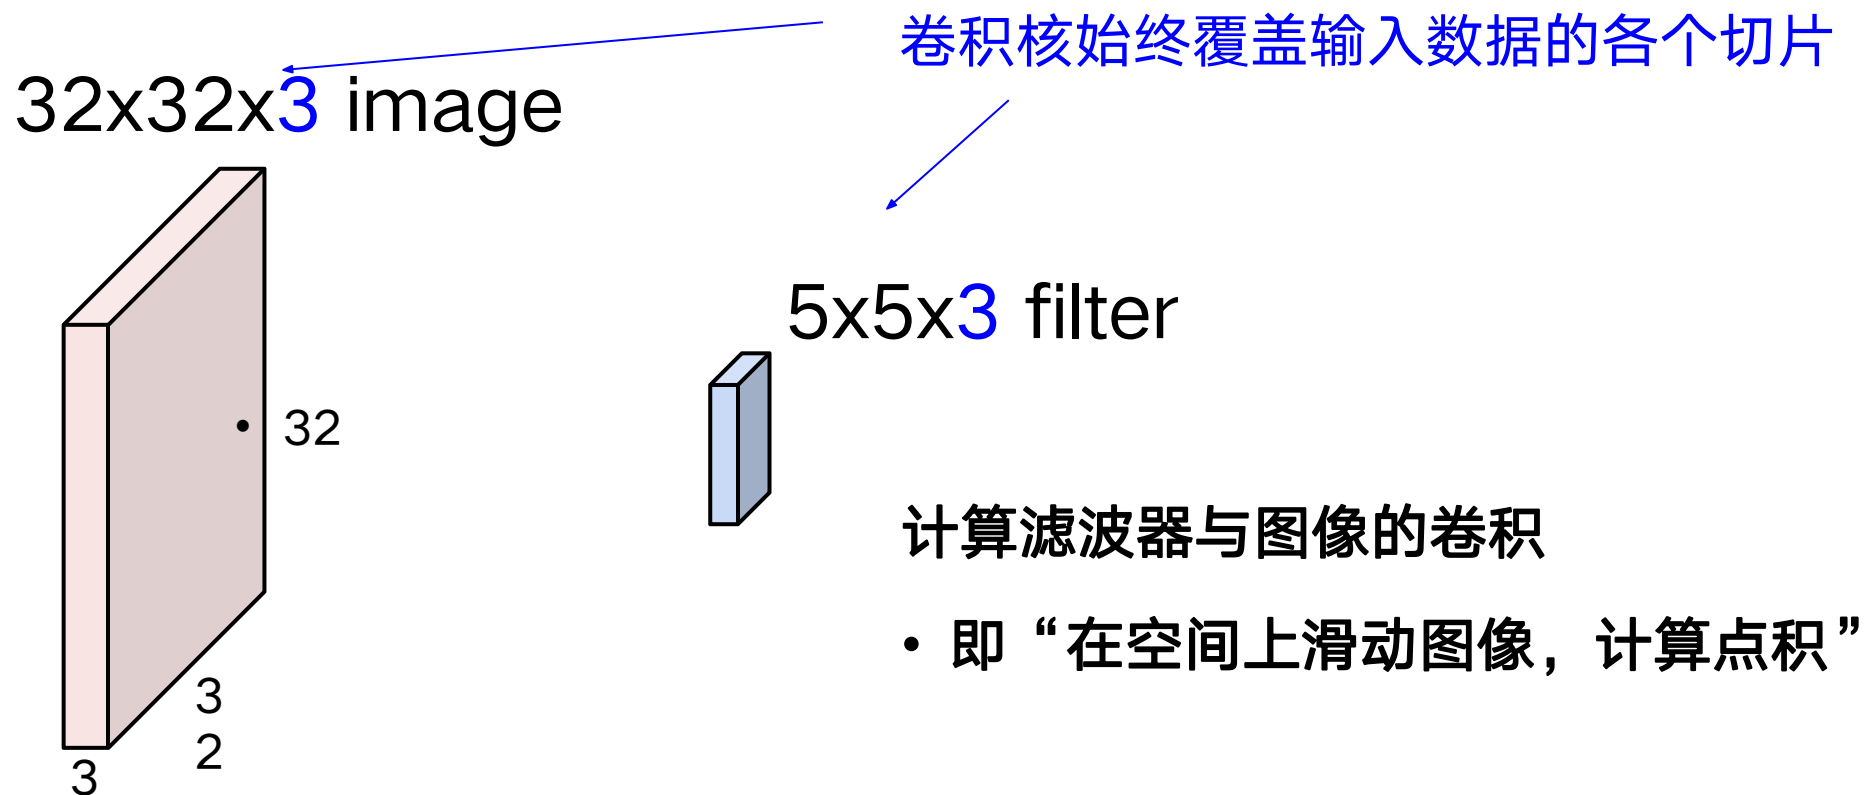 卷积核始终覆盖输入数据的各个切片
32x32x3 image
5x5x3 filter
32
计算滤波器与图像的卷积
• 即“在空间上滑动图像，计算点积”
3
2
3